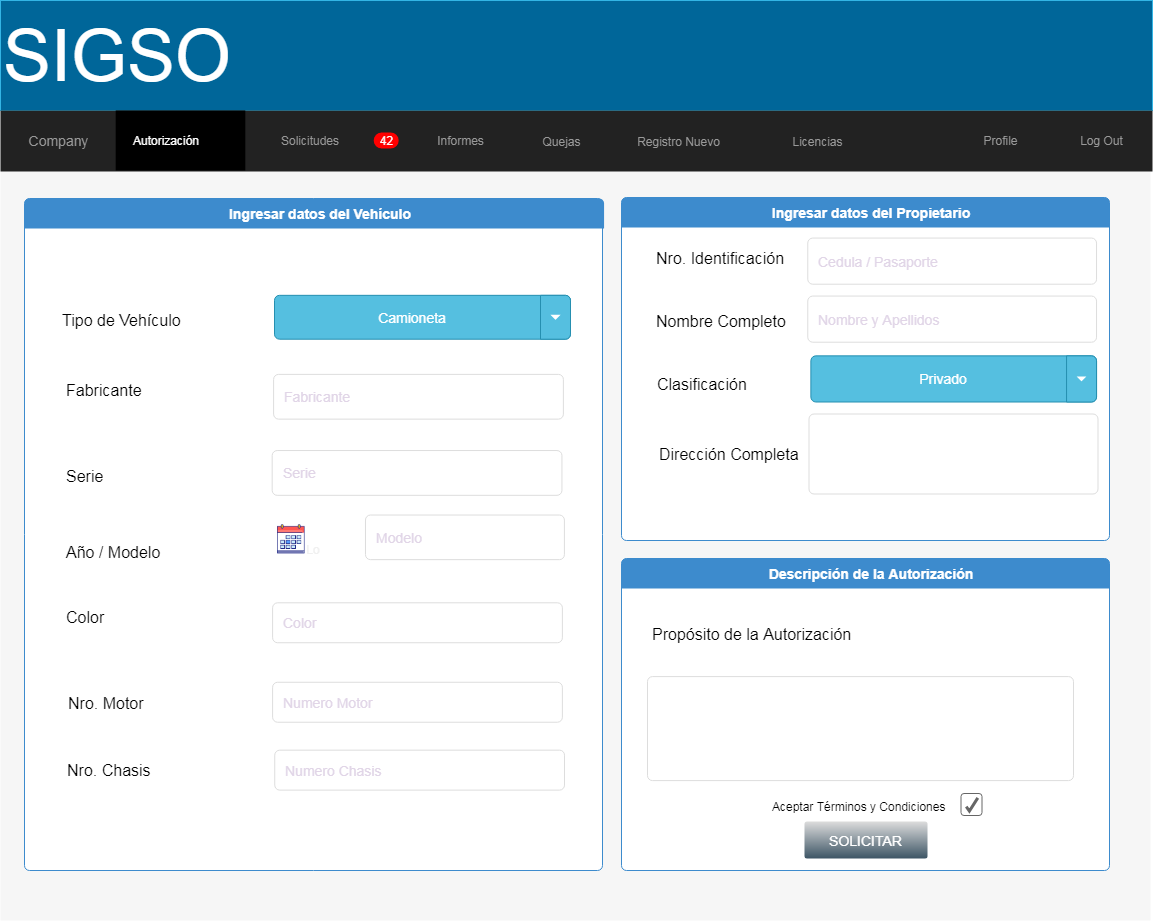 SIGSO
Company Autorización Solicitudes 42 Informes Quejas Registro Nuevo Licencias Profile Log Out
Ingresar datos del Vehículo
Tipo de Vehículo Camioneta
Fabricante Fabricante
Serie Serie
Año / Modelo Lo Modelo
Color Color
Nro. Motor Numero Motor
Nro. Chasis Numero Chasis
Ingresar datos del Propietario
Nro. Identificación Cedula / Pasaporte
Nombre Completo Nombre y Apellidos
Clasificación Privado
Dirección Completa
Descripción de la Autorización
Propósito de la Autorización
Aceptar Términos y Condiciones
SOLICITAR